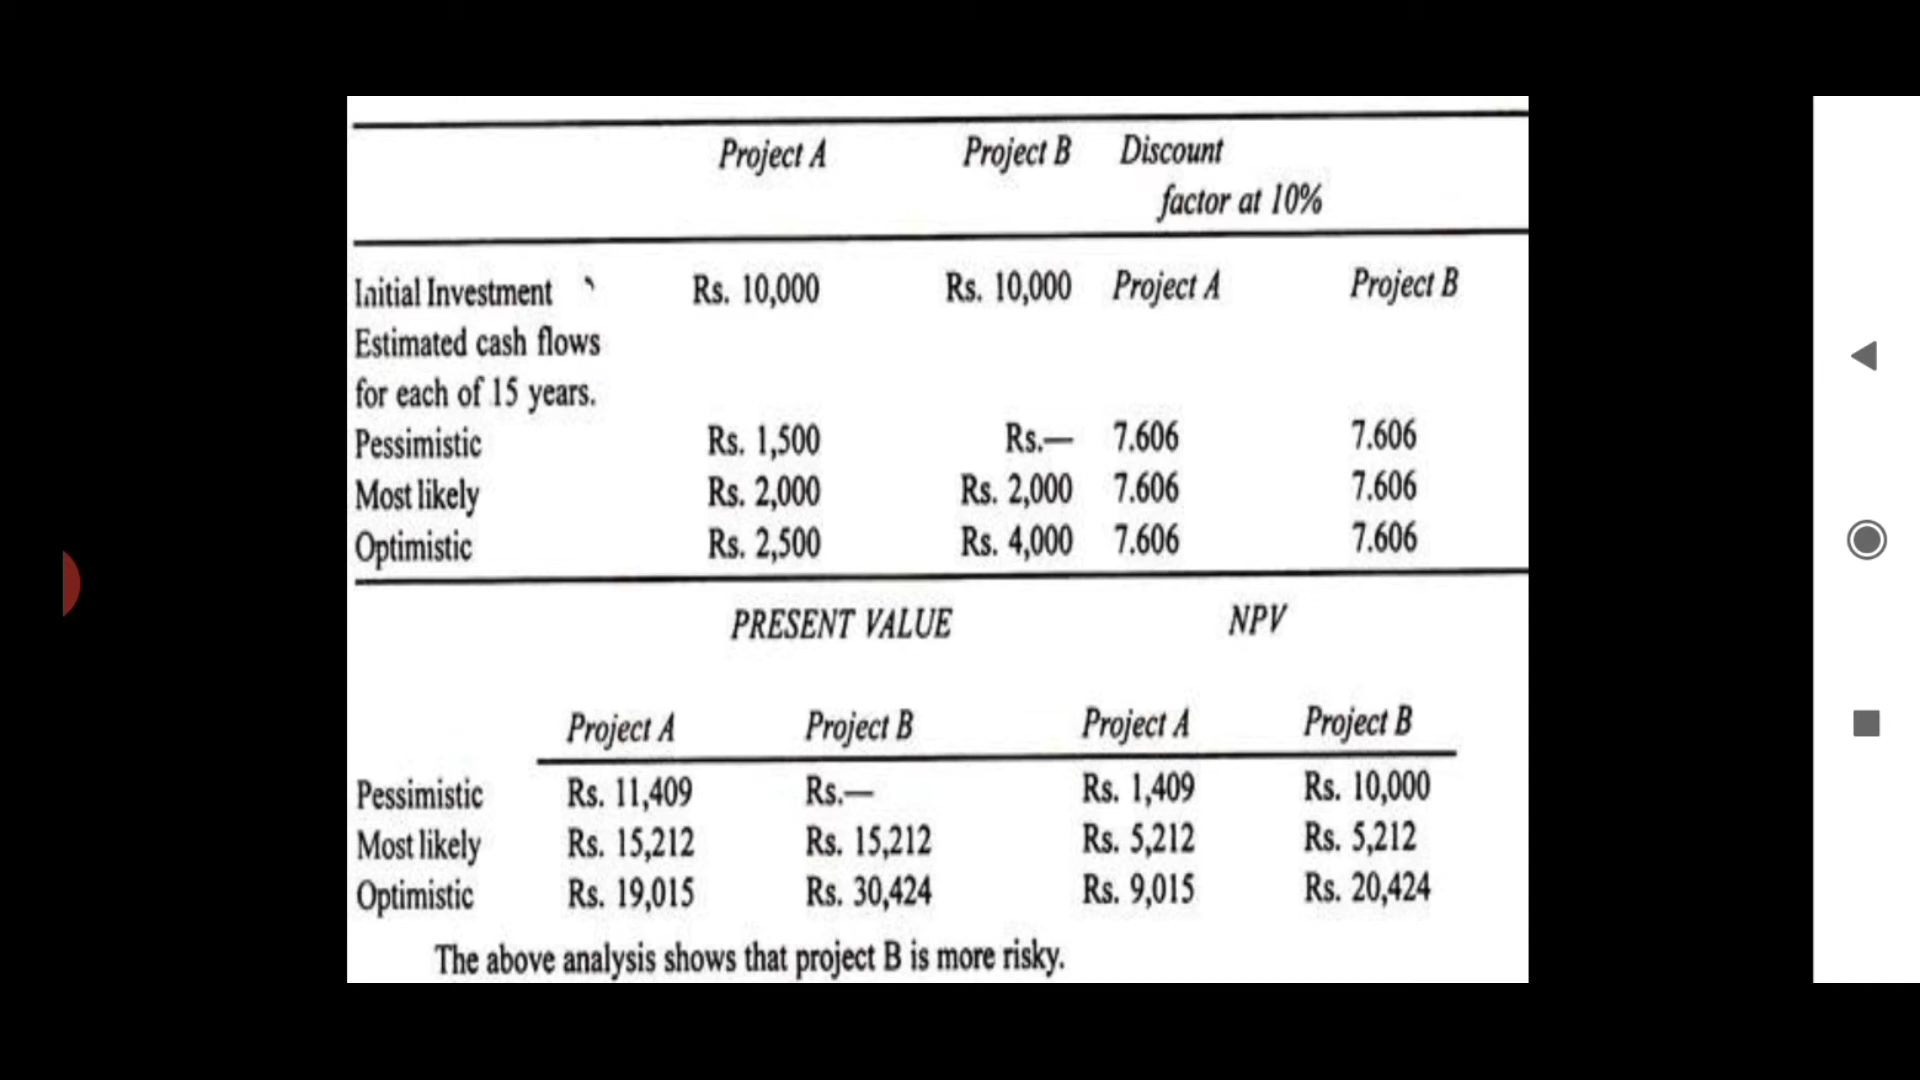 Project A Project B Discount
factor at 10%
Initial Investment Rs. 10,000 Rs. 10,000 Project A Project B
Estimated cash flows
for each of 15 years.
Pessimistic Rs. 1,500 Rs.— 7.606 7.606
Most likely Rs. 2,000 Rs. 2,000 7.606 7.606
Optimistic Rs. 2,500 Rs. 4,000 7.606 7.606
PRESENT VALUE NPV
Project A Project B Project A Project B
Pessimistic Rs. 11,409 Rs.— Rs. 1,409 Rs. 10,000
Most likely Rs. 15,212 Rs. 15,212 Rs. 5,212 Rs. 5,212
Optimistic Rs. 19,015 Rs. 30,424 Rs. 9,015 Rs. 20,424
The above analysis shows that project B is more risky.